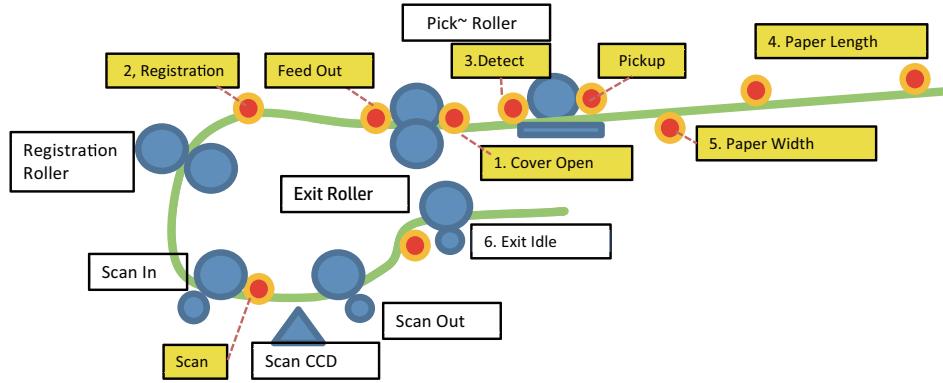 Pick~ Roller
4. Paper Length
2, Registration
Feed Out
3.Detect
Pickup
Registration
Roller
1. Cover Open
5. Paper Width
Exit Roller
6. Exit Idle
Scan In
Scan Out
Scan
Scan CCD